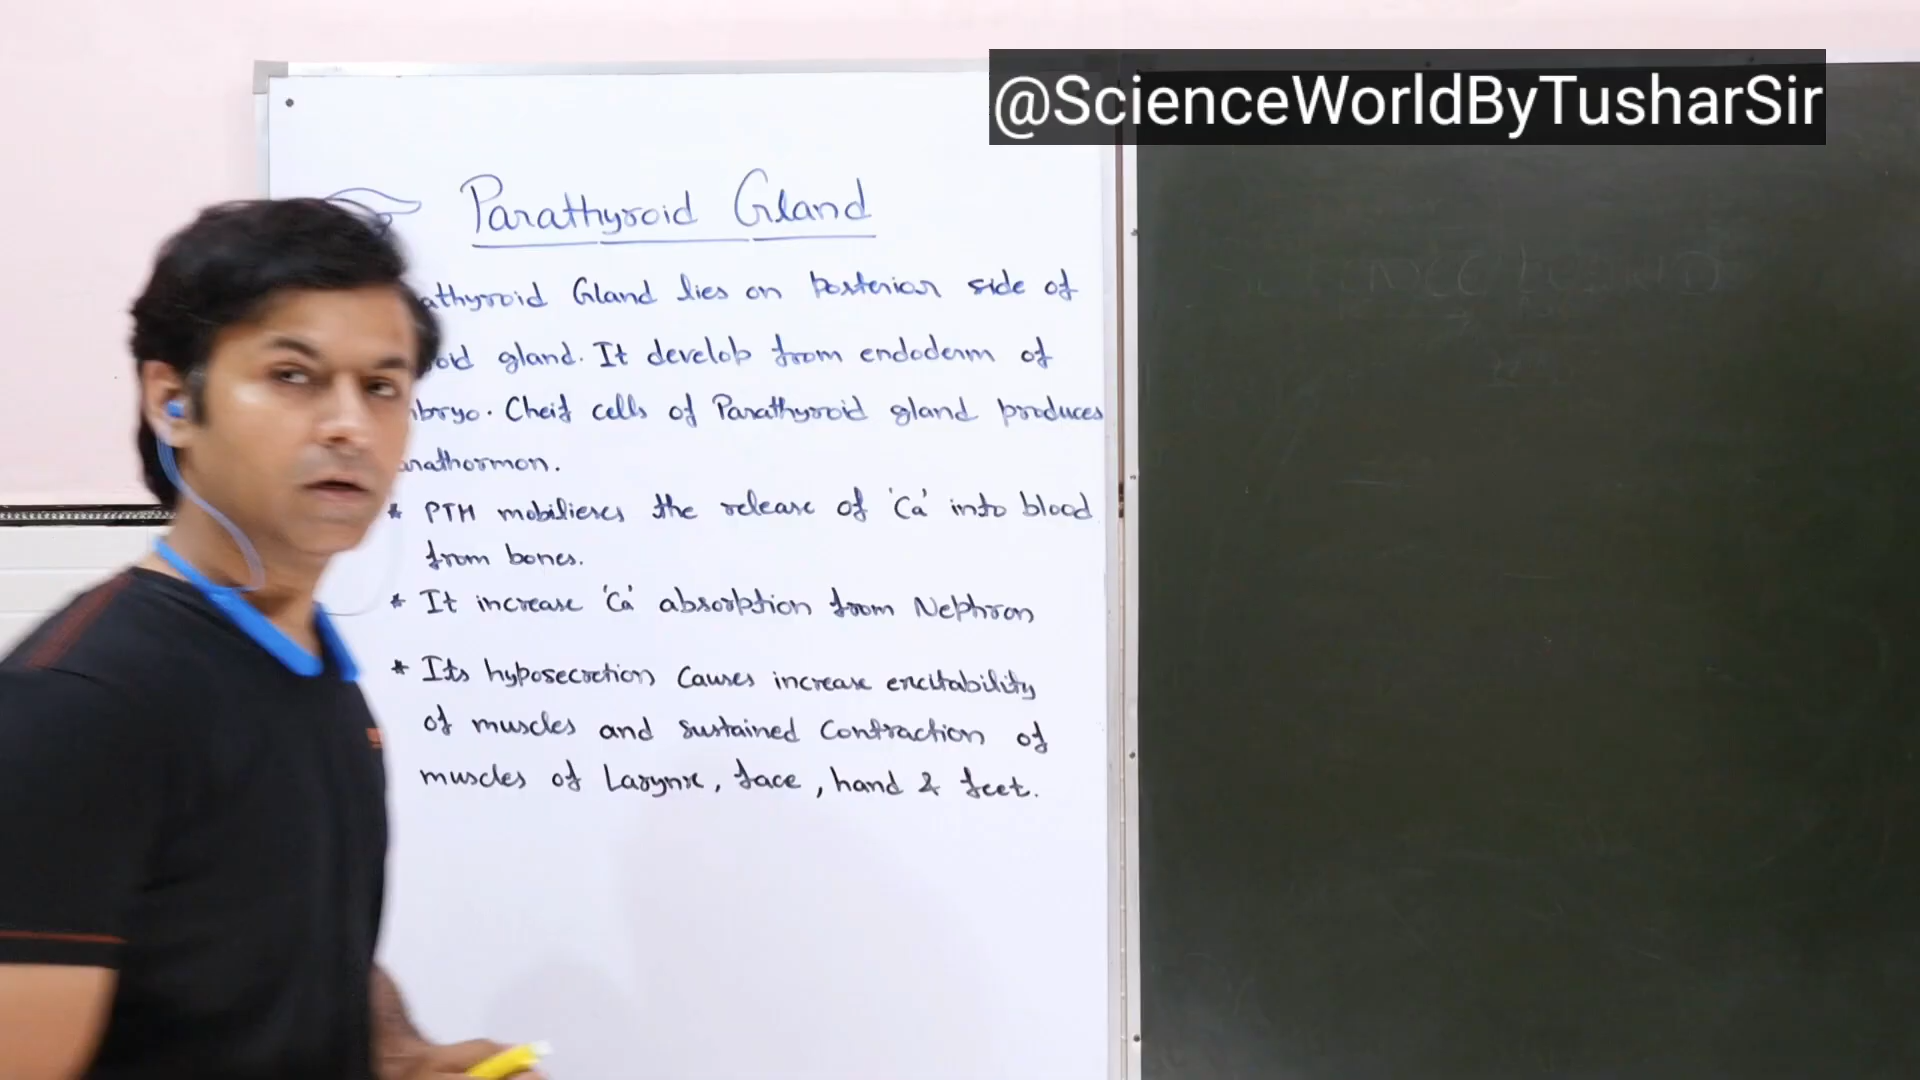 @ScienceWorldByTusharSir
Parathyroid Gland
athyroid Gland lies on posterior side of
oid gland. It develop from endoderm of
bryo. Cheif cells of Parathyroid gland produces
arathormon.
* PTH mobilieses the release of 'Ca' into blood
from bones.
* It increase 'Ca' absorption from Nephron
* Its hyposecretion Causes increase excitability
of muscles and sustained Contraction of
muscles of Larynx, face, hand & feet.